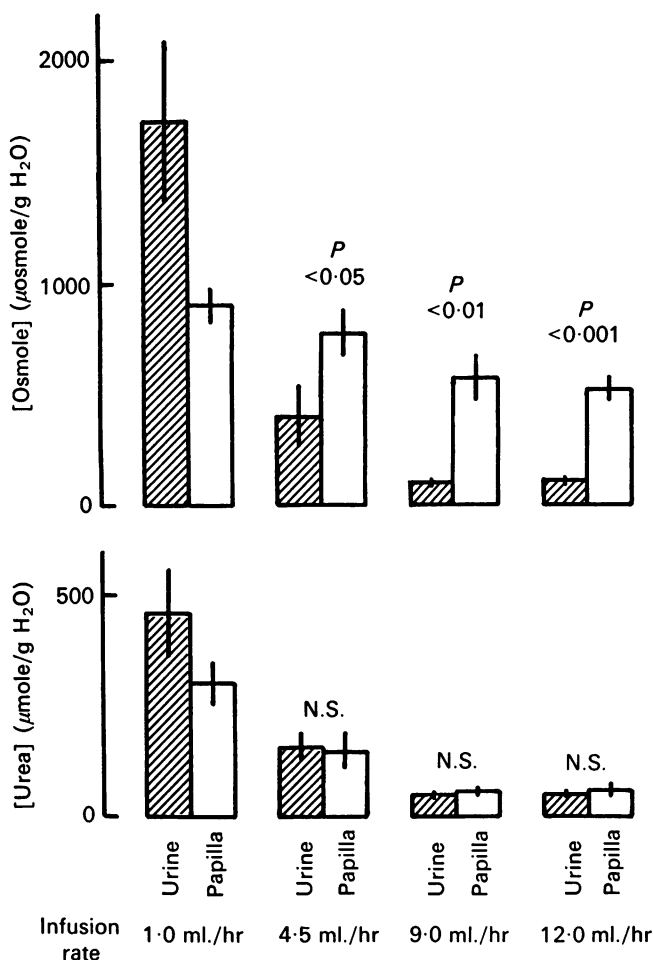 [Osmole] (μosmole/g H₂O)
2000
1000
0
P
<0·05
P
<0·01
P
<0·001
[Urea] (μmole/g H₂O)
500
0
N.S.
N.S.
N.S.
Urine
Papilla
Urine
Papilla
Urine
Papilla
Urine
Papilla
Infusion rate 1·0 ml./hr 4·5 ml./hr 9·0 ml./hr 12·0 ml./hr